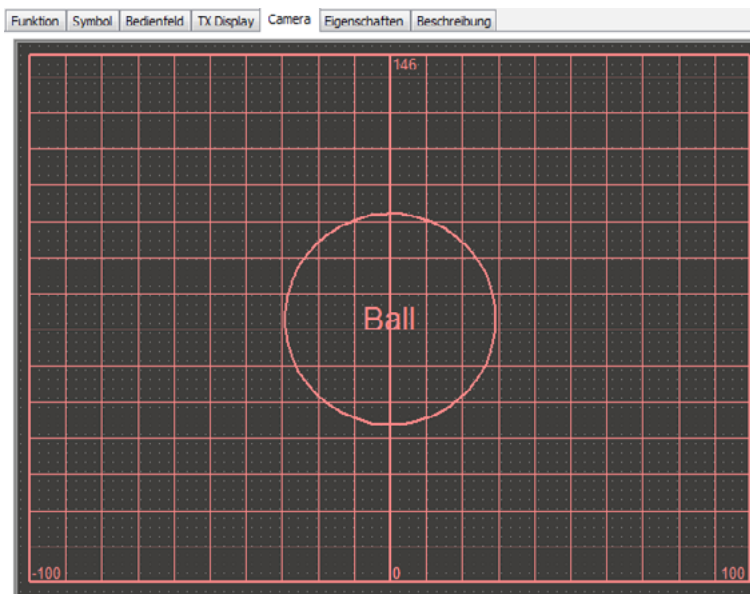 Funktion Symbol Bedienfeld TX Display Camera Eigenschaften Beschreibung
146
Ball
-100 0 100